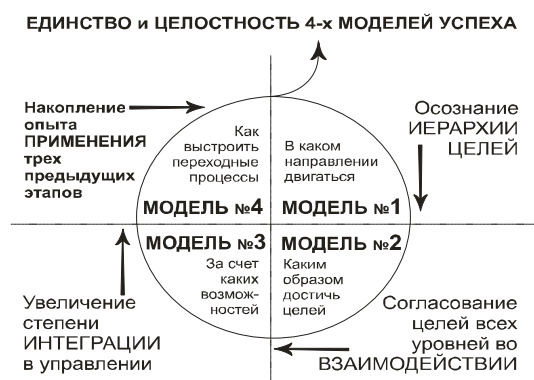 ЕДИНСТВО и ЦЕЛОСТНОСТЬ 4-х МОДЕЛЕЙ УСПЕХА
Накопление
опыта
ПРИМЕНЕНИЯ
трех
предыдущих
этапов
Как
выстроить
переходные
процессы
МОДЕЛЬ №4
В каком
направлении
двигаться
МОДЕЛЬ №1
Осознание
ИЕРАРХИИ
ЦЕЛЕЙ
МОДЕЛЬ №3
За счет
каких
возмож-
ностей
МОДЕЛЬ №2
Каким
образом
достичь
целей
Увеличение
степени
ИНТЕГРАЦИИ
в управлении
Согласование
целей всех
уровней во
ВЗАИМОДЕЙСТВИИ